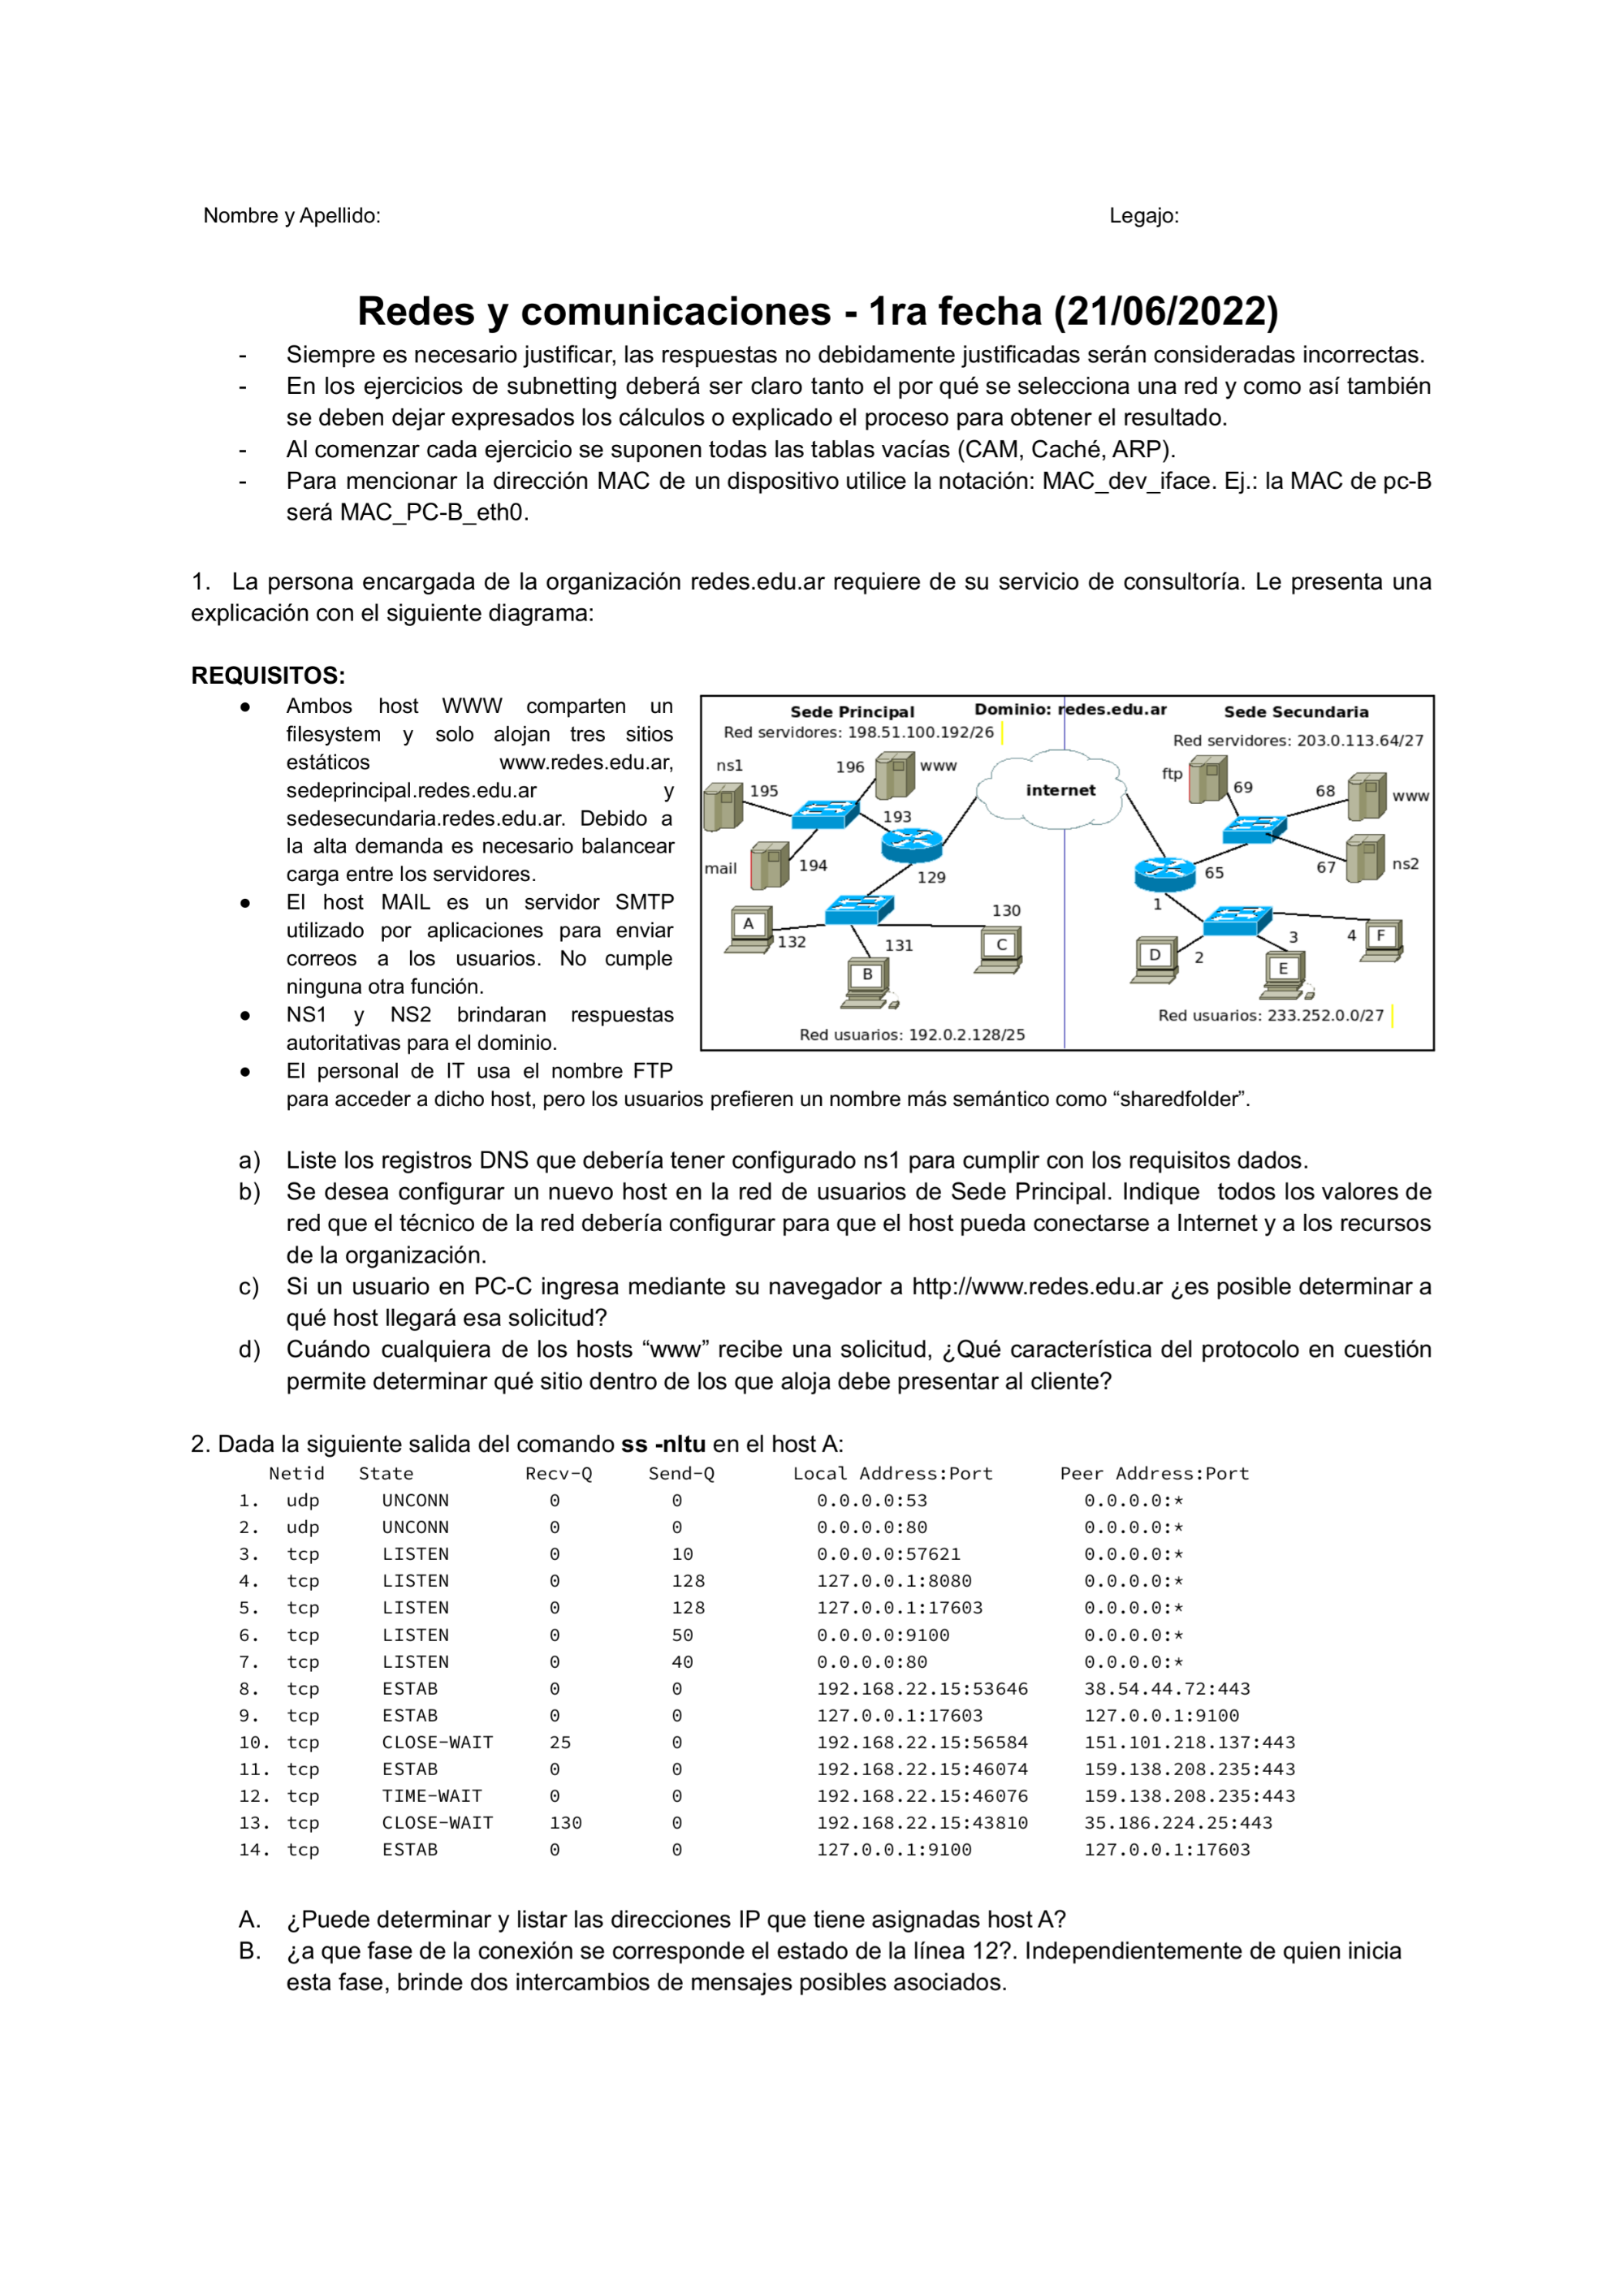 Nombre y Apellido: Legajo:
Redes y comunicaciones - 1ra fecha (21/06/2022)
- Siempre es necesario justificar, las respuestas no debidamente justificadas serán consideradas incorrectas.
- En los ejercicios de subnetting deberá ser claro tanto el por qué se selecciona una red y como así también
se deben dejar expresados los cálculos o explicado el proceso para obtener el resultado.
- Al comenzar cada ejercicio se suponen todas las tablas vacías (CAM, Caché, ARP).
- Para mencionar la dirección MAC de un dispositivo utilice la notación: MAC_dev_iface. Ej.: la MAC de pc-B
será MAC_PC-B_eth0.
1. La persona encargada de la organización redes.edu.ar requiere de su servicio de consultoría. Le presenta una
explicación con el siguiente diagrama:
REQUISITOS:
● Ambos host WWW comparten un
filesystem y solo alojan tres sitios
estáticos www.redes.edu.ar,
sedeprincipal.redes.edu.ar y
sedesecundaria.redes.edu.ar. Debido a
la alta demanda es necesario balancear
carga entre los servidores.
● El host MAIL es un servidor SMTP
utilizado por aplicaciones para enviar
correos a los usuarios. No cumple
ninguna otra función.
● NS1 y NS2 brindaran respuestas
autoritativas para el dominio.
● El personal de IT usa el nombre FTP
para acceder a dicho host, pero los usuarios prefieren un nombre más semántico como “sharedfolder”.
Sede Principal
Dominio: redes.edu.ar
Sede Secundaria
Red servidores: 198.51.100.192/26
Red servidores: 203.0.113.64/27
ns1
196
www
195
193
mail
194
129
internet
ftp
69
68
www
65
67
ns2
A
132
131
130
B
C
1
D
2
3
E
4
F
Red usuarios: 192.0.2.128/25
Red usuarios: 233.252.0.0/27
a) Liste los registros DNS que debería tener configurado ns1 para cumplir con los requisitos dados.
b) Se desea configurar un nuevo host en la red de usuarios de Sede Principal. Indique todos los valores de
red que el técnico de la red debería configurar para que el host pueda conectarse a Internet y a los recursos
de la organización.
c) Si un usuario en PC-C ingresa mediante su navegador a http://www.redes.edu.ar ¿es posible determinar a
qué host llegará esa solicitud?
d) Cuándo cualquiera de los hosts “www” recibe una solicitud, ¿Qué característica del protocolo en cuestión
permite determinar qué sitio dentro de los que aloja debe presentar al cliente?
2. Dada la siguiente salida del comando ss -nltu en el host A:
Netid State Recv-Q Send-Q Local Address:Port Peer Address:Port
1. udp UNCONN 0 0 0.0.0.0:53 0.0.0.0:*
2. udp UNCONN 0 0 0.0.0.0:80 0.0.0.0:*
3. tcp LISTEN 0 10 0.0.0.0:57621 0.0.0.0:*
4. tcp LISTEN 0 128 127.0.0.1:8080 0.0.0.0:*
5. tcp LISTEN 0 128 127.0.0.1:17603 0.0.0.0:*
6. tcp LISTEN 0 50 0.0.0.0:9100 0.0.0.0:*
7. tcp LISTEN 0 40 0.0.0.0:80 0.0.0.0:*
8. tcp ESTAB 0 0 192.168.22.15:53646 38.54.44.72:443
9. tcp ESTAB 0 0 127.0.0.1:17603 127.0.0.1:9100
10. tcp CLOSE-WAIT 25 0 192.168.22.15:56584 151.101.218.137:443
11. tcp ESTAB 0 0 192.168.22.15:46074 159.138.208.235:443
12. tcp TIME-WAIT 0 0 192.168.22.15:46076 159.138.208.235:443
13. tcp CLOSE-WAIT 130 0 192.168.22.15:43810 35.186.224.25:443
14. tcp ESTAB 0 0 127.0.0.1:9100 127.0.0.1:17603
A. ¿Puede determinar y listar las direcciones IP que tiene asignadas host A?
B. ¿a que fase de la conexión se corresponde el estado de la línea 12?. Independientemente de quien inicia
esta fase, brinde dos intercambios de mensajes posibles asociados.